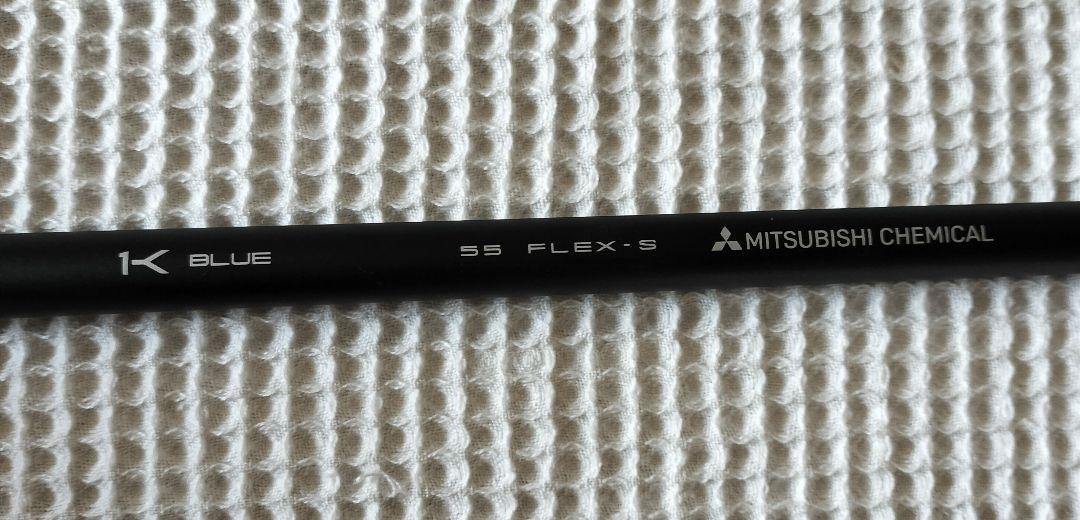 1K BLUE 55 FLEX-S MITSUBISHI CHEMICAL